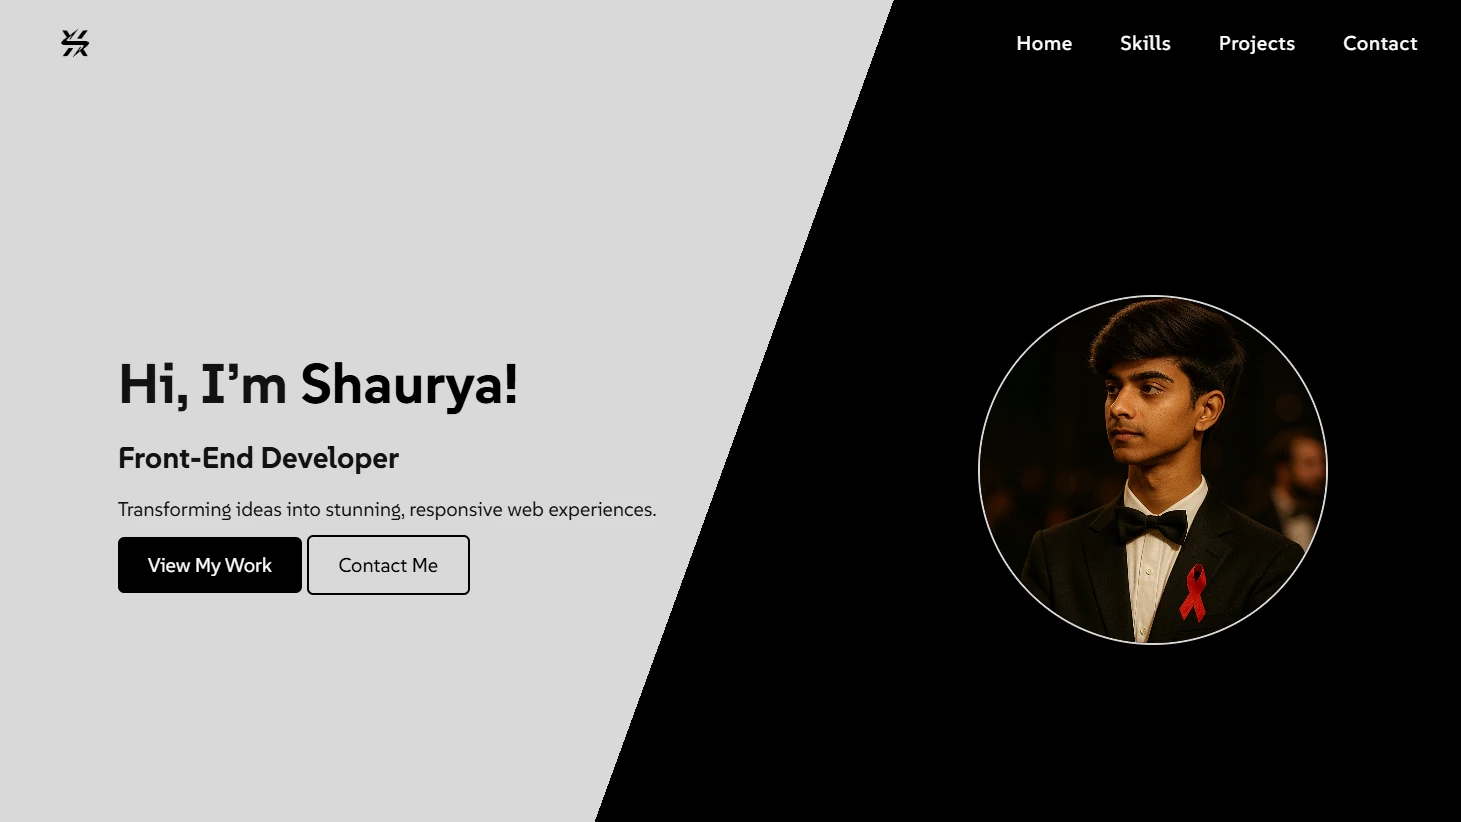 Home Skills Projects Contact
Hi, I’m Shaurya!
Front-End Developer
Transforming ideas into stunning, responsive web experiences.
View My Work Contact Me